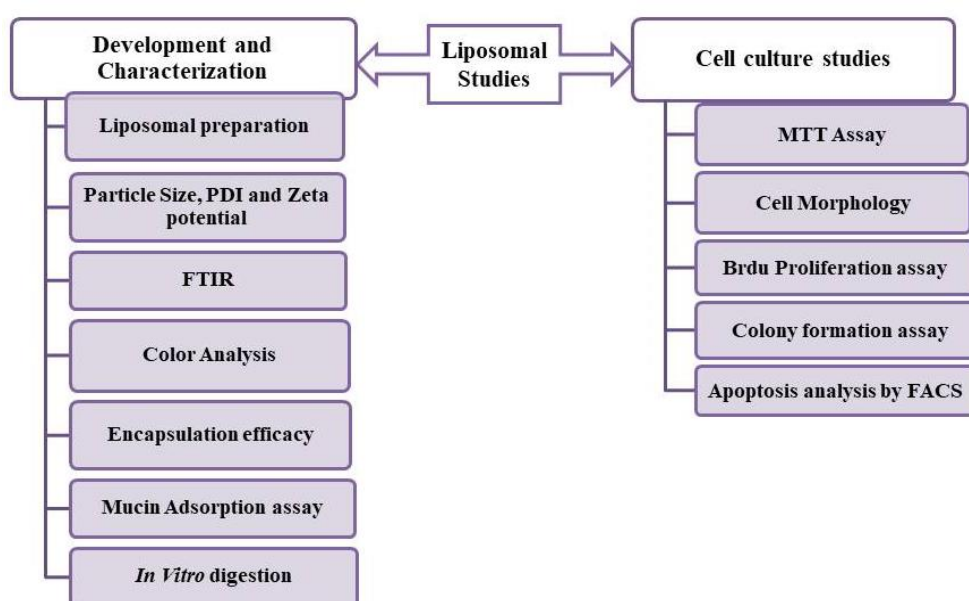 Development and
Characterization
Liposomal preparation
Particle Size, PDI and Zeta
potential
FTIR
Color Analysis
Encapsulation efficacy
Mucin Adsorption assay
In Vitro digestion
Liposomal
Studies
Cell culture studies
MTT Assay
Cell Morphology
Brdu Proliferation assay
Colony formation assay
Apoptosis analysis by FACS